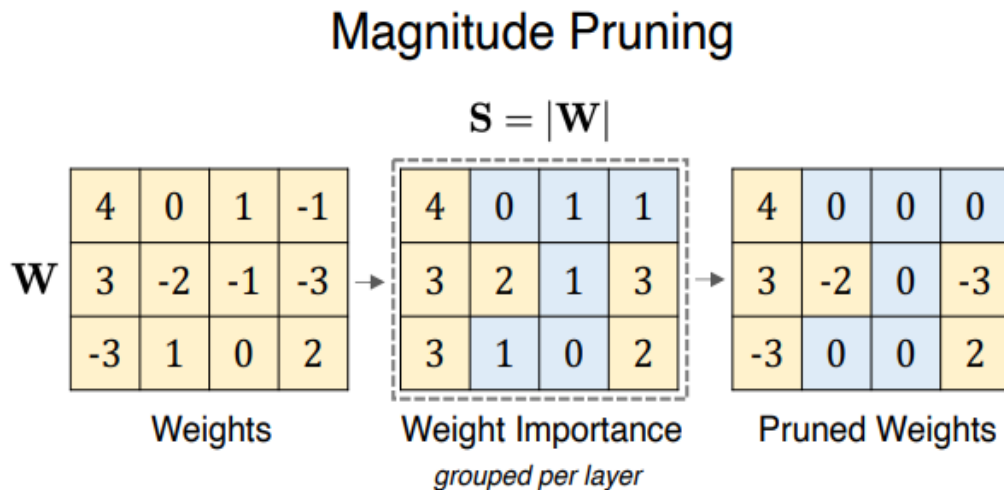 Magnitude Pruning
S = |W|
4 0 1 -1
3 -2 -1 -3
-3 1 0 2
W
Weights
4 0 1 1
3 2 1 3
3 1 0 2
Weight Importance
grouped per layer
4 0 0 0
3 -2 0 -3
-3 0 0 2
Pruned Weights